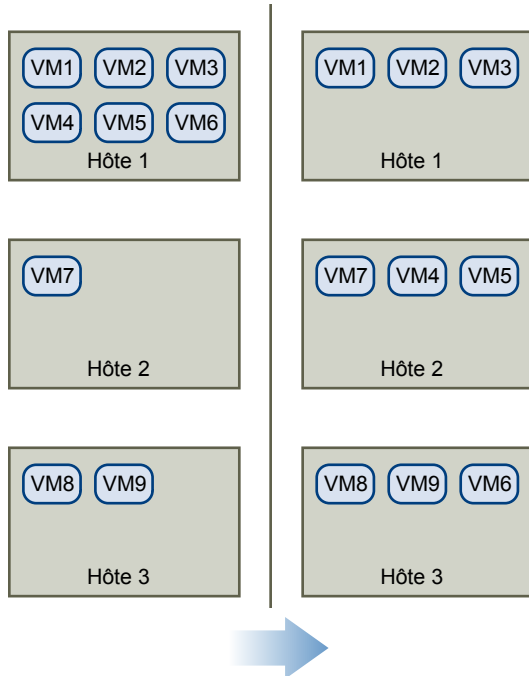 VM1 VM2 VM3
VM4 VM5 VM6
Hôte 1
VM7
Hôte 2
VM8 VM9
Hôte 3
VM1 VM2 VM3
Hôte 1
VM7 VM4 VM5
Hôte 2
VM8 VM9 VM6
Hôte 3